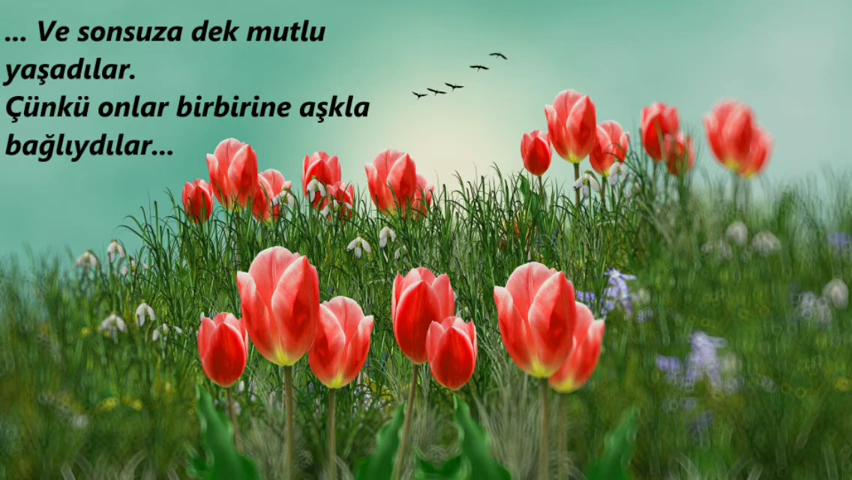 ... Ve sonsuza dek mutlu
yaşadılar.
Çünkü onlar birbirine aşkla
bağlıydılar...